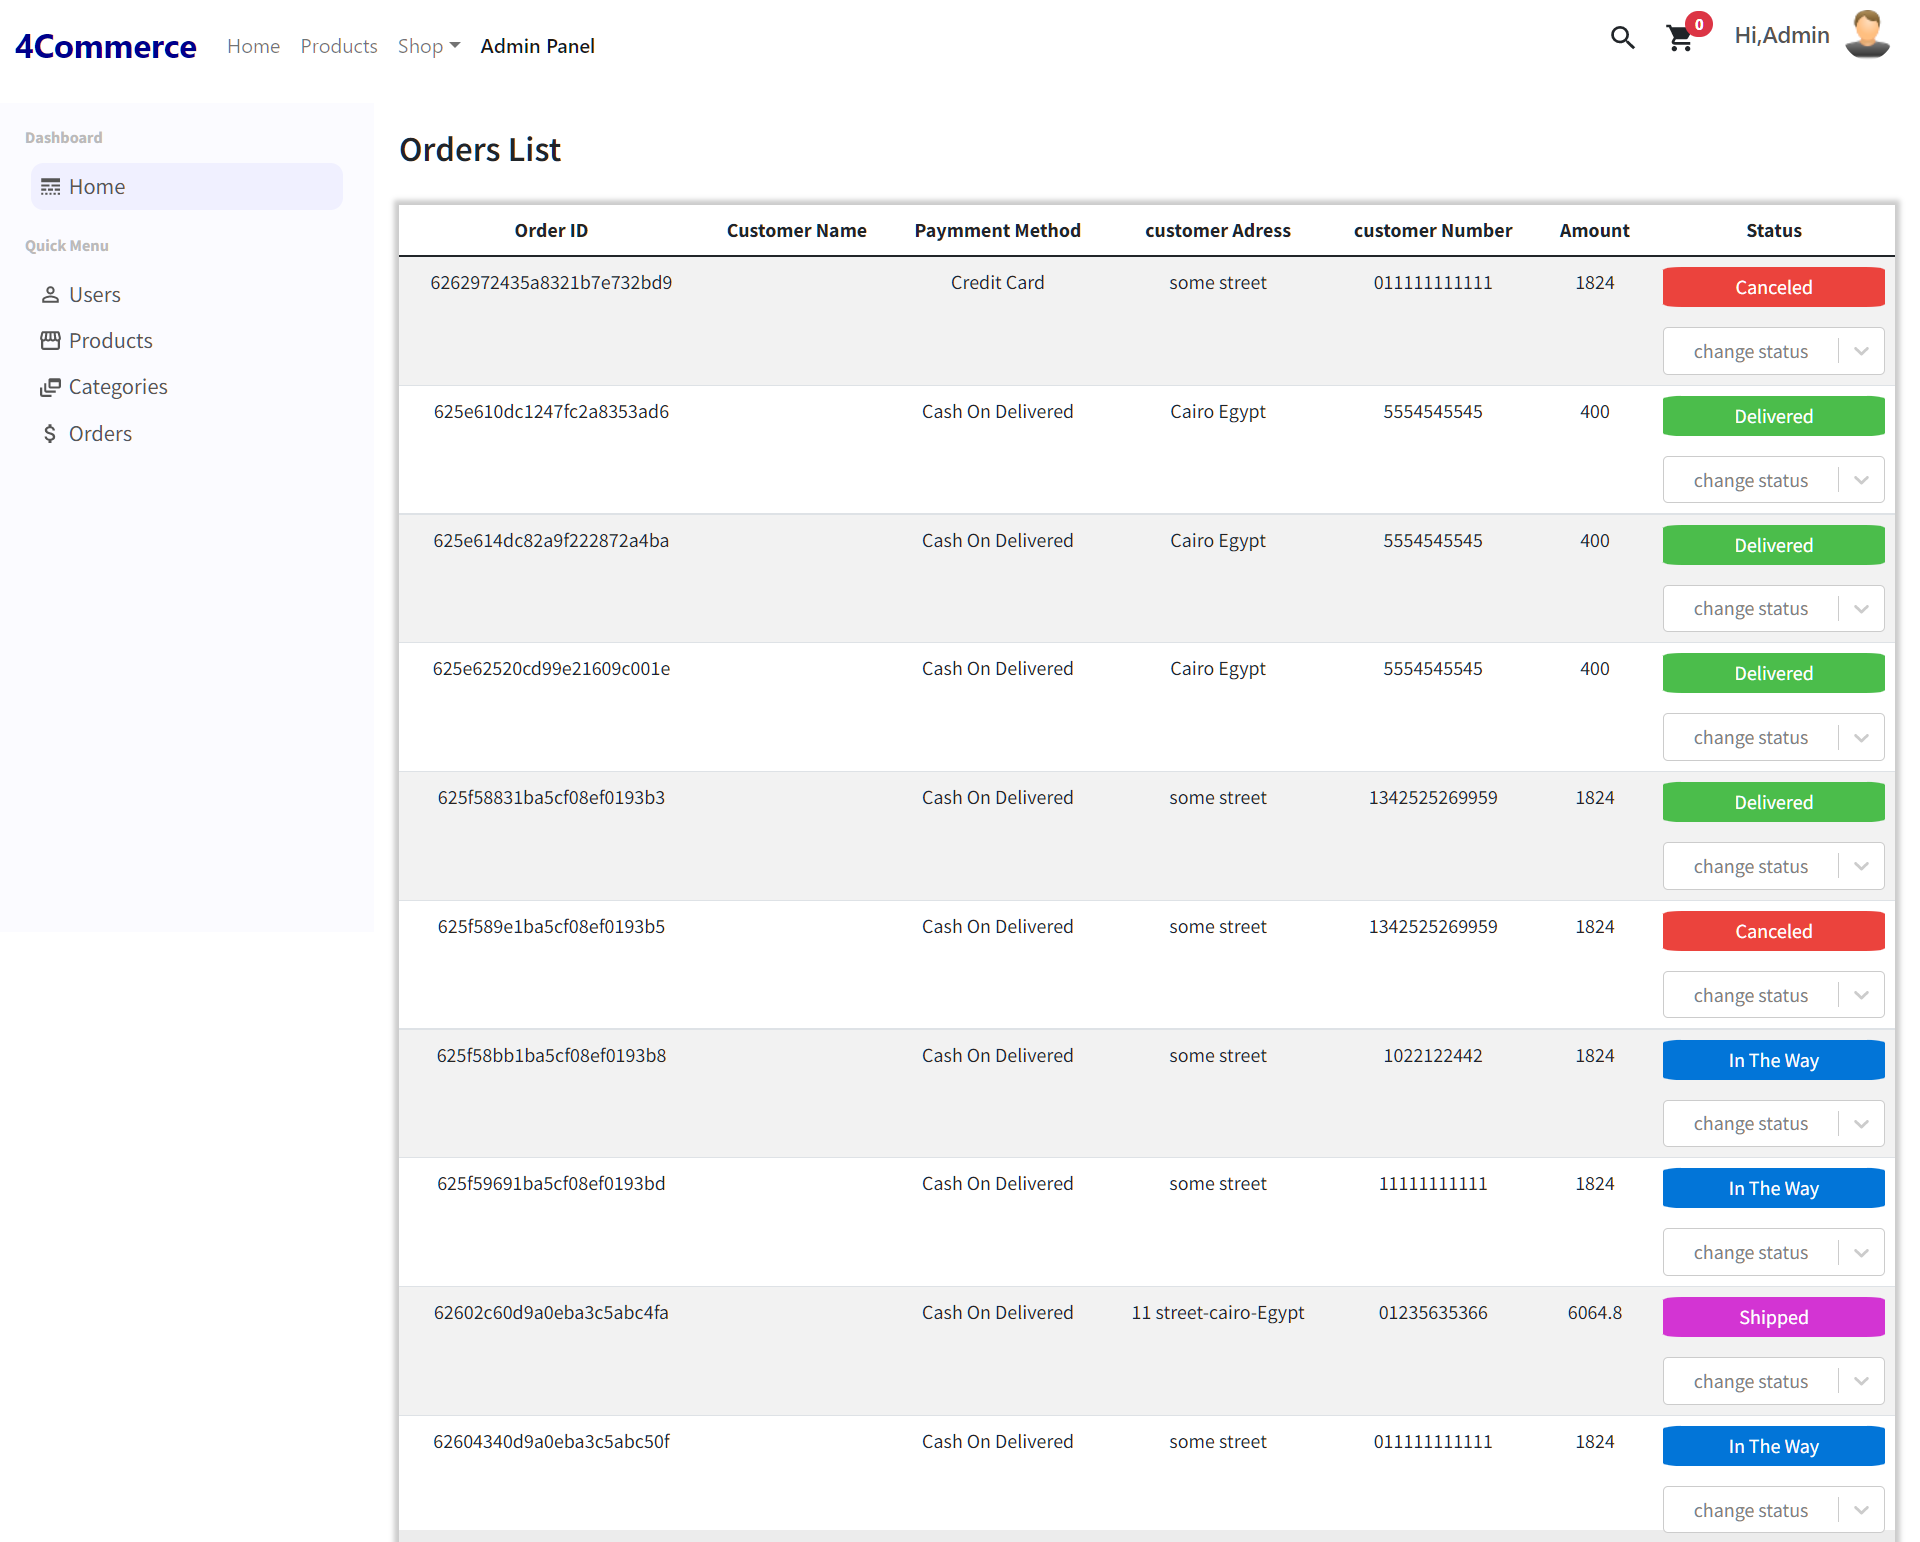 4Commerce Home Products Shop Admin Panel 0 Hi,Admin
Dashboard
Home
Quick Menu
Users
Products
Categories
Orders
Orders List
Order ID Customer Name Paymment Method customer Adress customer Number Amount Status
6262972435a8321b7e732bd9 Credit Card some street 011111111111 1824 Canceled
change status
625e610dc1247fc2a8353ad6 Cash On Delivered Cairo Egypt 5554545545 400 Delivered
change status
625e614dc82a9f222872a4ba Cash On Delivered Cairo Egypt 5554545545 400 Delivered
change status
625e62520cd99e21609c001e Cash On Delivered Cairo Egypt 5554545545 400 Delivered
change status
625f58831ba5cf08ef0193b3 Cash On Delivered some street 1342525269959 1824 Delivered
change status
625f589e1ba5cf08ef0193b5 Cash On Delivered some street 1342525269959 1824 Canceled
change status
625f58bb1ba5cf08ef0193b8 Cash On Delivered some street 1022122442 1824 In The Way
change status
625f59691ba5cf08ef0193bd Cash On Delivered some street 11111111111 1824 In The Way
change status
62602c60d9a0eba3c5abc4fa Cash On Delivered 11 street-cairo-Egypt 01235635366 6064.8 Shipped
change status
62604340d9a0eba3c5abc50f Cash On Delivered some street 011111111111 1824 In The Way
change status